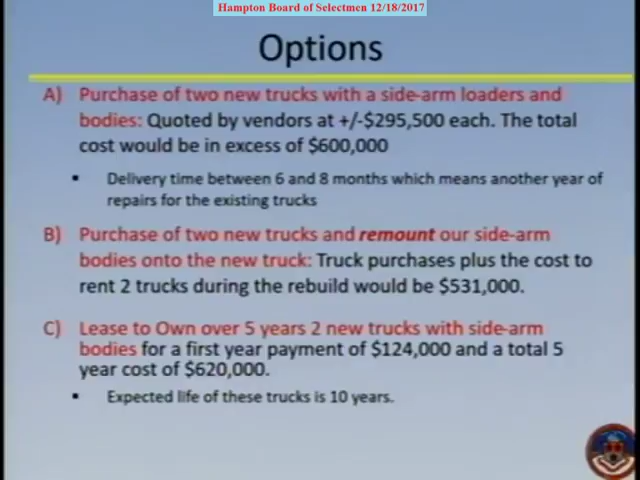 Hampton Board of Selectmen 12/18/2017
Options
A) Purchase of two new trucks with a side-arm loaders and
bodies: Quoted by vendors at +/-$295,500 each. The total
cost would be in excess of $600,000
▪ Delivery time between 6 and 8 months which means another year of
repairs for the existing trucks
B) Purchase of two new trucks and remount our side-arm
bodies onto the new truck: Truck purchases plus the cost to
rent 2 trucks during the rebuild would be $531,000.
C) Lease to Own over 5 years 2 new trucks with side-arm
bodies for a first year payment of $124,000 and a total 5
year cost of $620,000.
▪ Expected life of these trucks is 10 years.